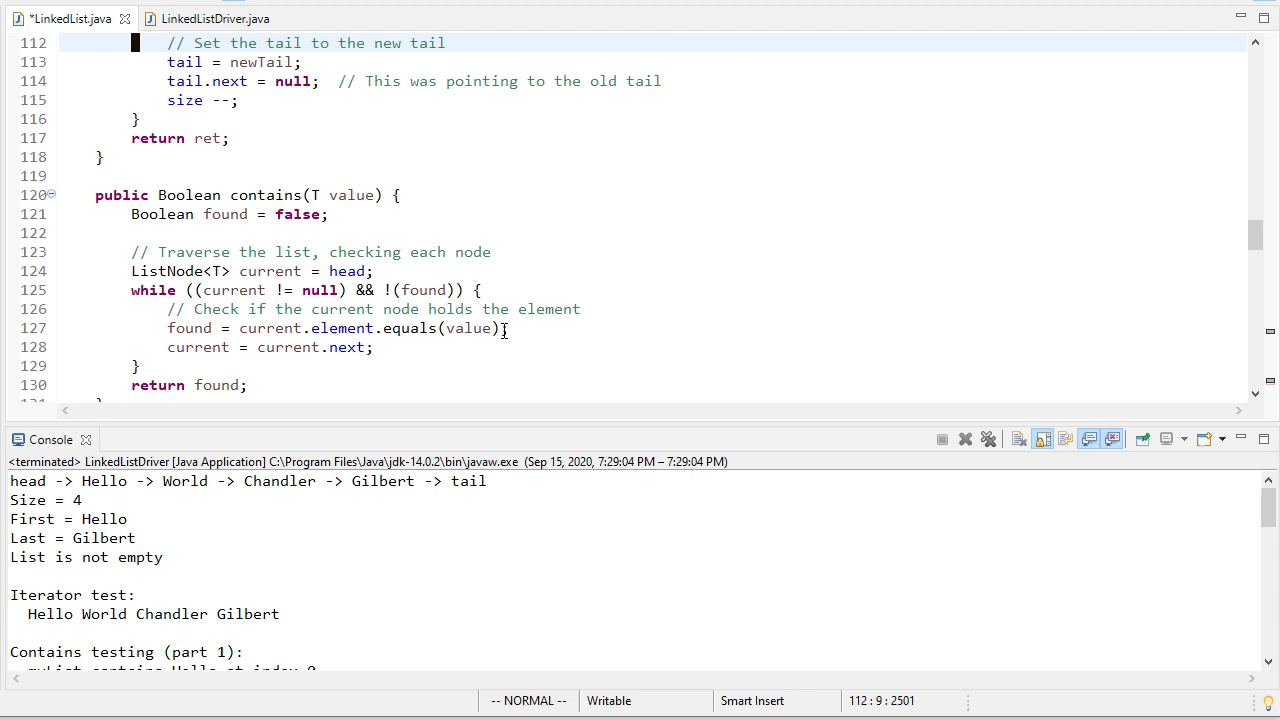 *LinkedList.java
LinkedListDriver.java
112 // Set the tail to the new tail
113 tail = newTail;
114 tail.next = null; // This was pointing to the old tail
115 size --;
116 }
117 return ret;
118 }
119
120 public Boolean contains(T value) {
121 Boolean found = false;
122
123 // Traverse the list, checking each node
124 ListNode<T> current = head;
125 while ((current != null) && !(found)) {
126 // Check if the current node holds the element
127 found = current.element.equals(value);
128 current = current.next;
129 }
130 return found;
Console
<terminated> LinkedListDriver [Java Application] C:\Program Files\Java\jdk-14.0.2\bin\javaw.exe (Sep 15, 2020, 7:29:04 PM – 7:29:04 PM)
head -> Hello -> World -> Chandler -> Gilbert -> tail
Size = 4
First = Hello
Last = Gilbert
List is not empty
Iterator test:
Hello World Chandler Gilbert
Contains testing (part 1):
myList contains Hello at index 0
-- NORMAL --
Writable
Smart Insert
112 : 9 : 2501